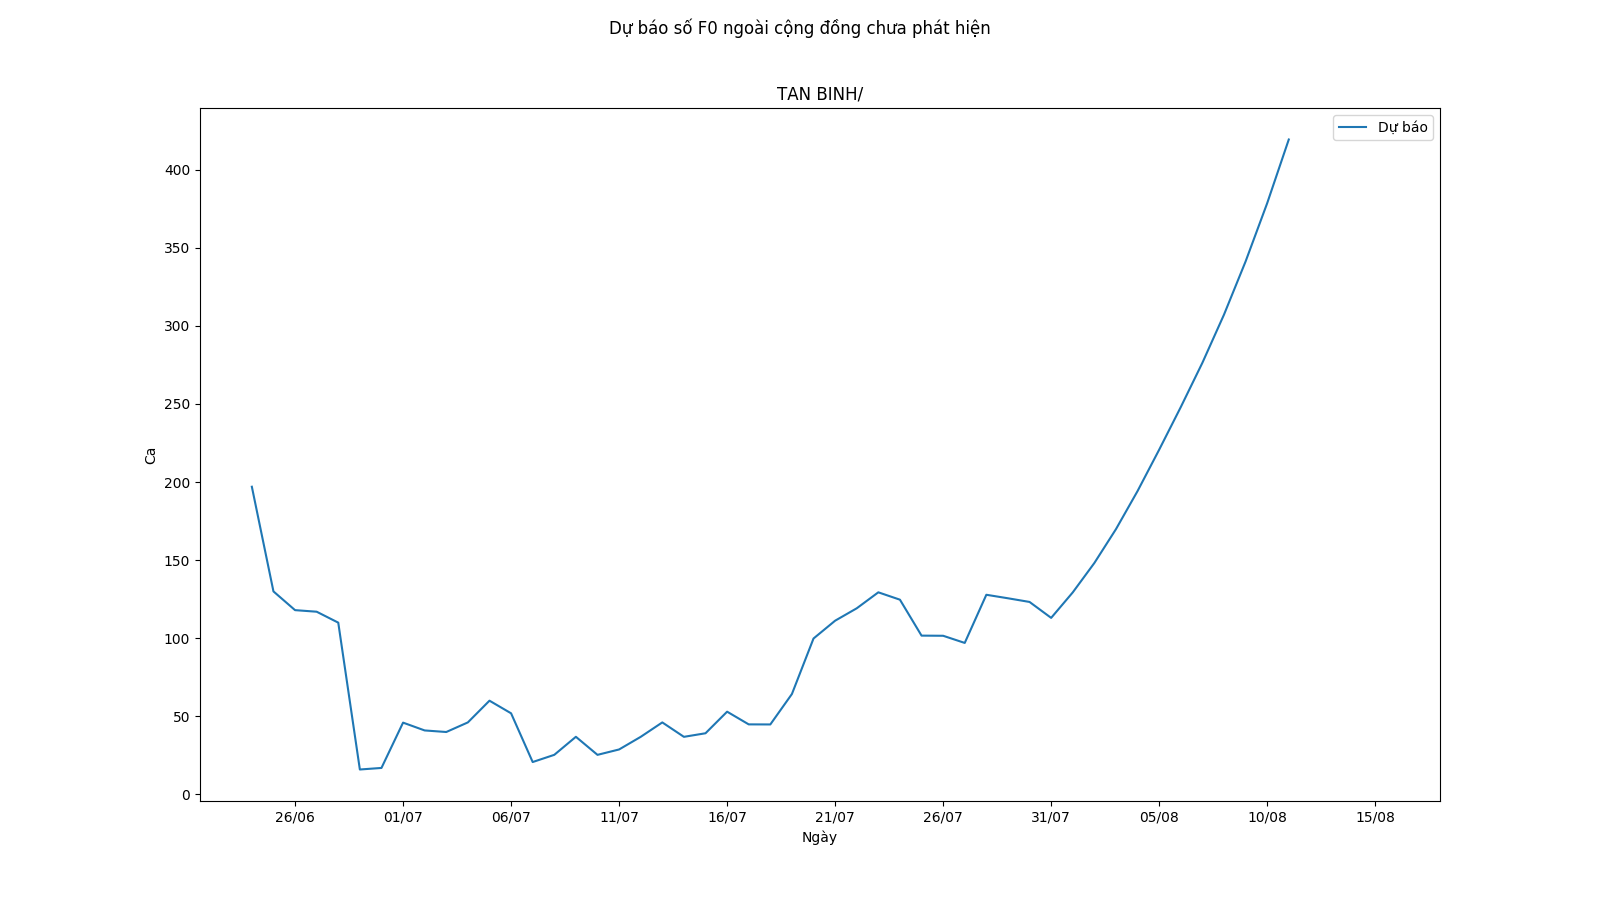 Dự báo số F0 ngoài cộng đồng chưa phát hiện
TAN BINH/
Dự báo
400
350
300
250
200
150
100
50
0
Ca
26/06 01/07 06/07 11/07 16/07 21/07 26/07 31/07 05/08 10/08 15/08
Ngày